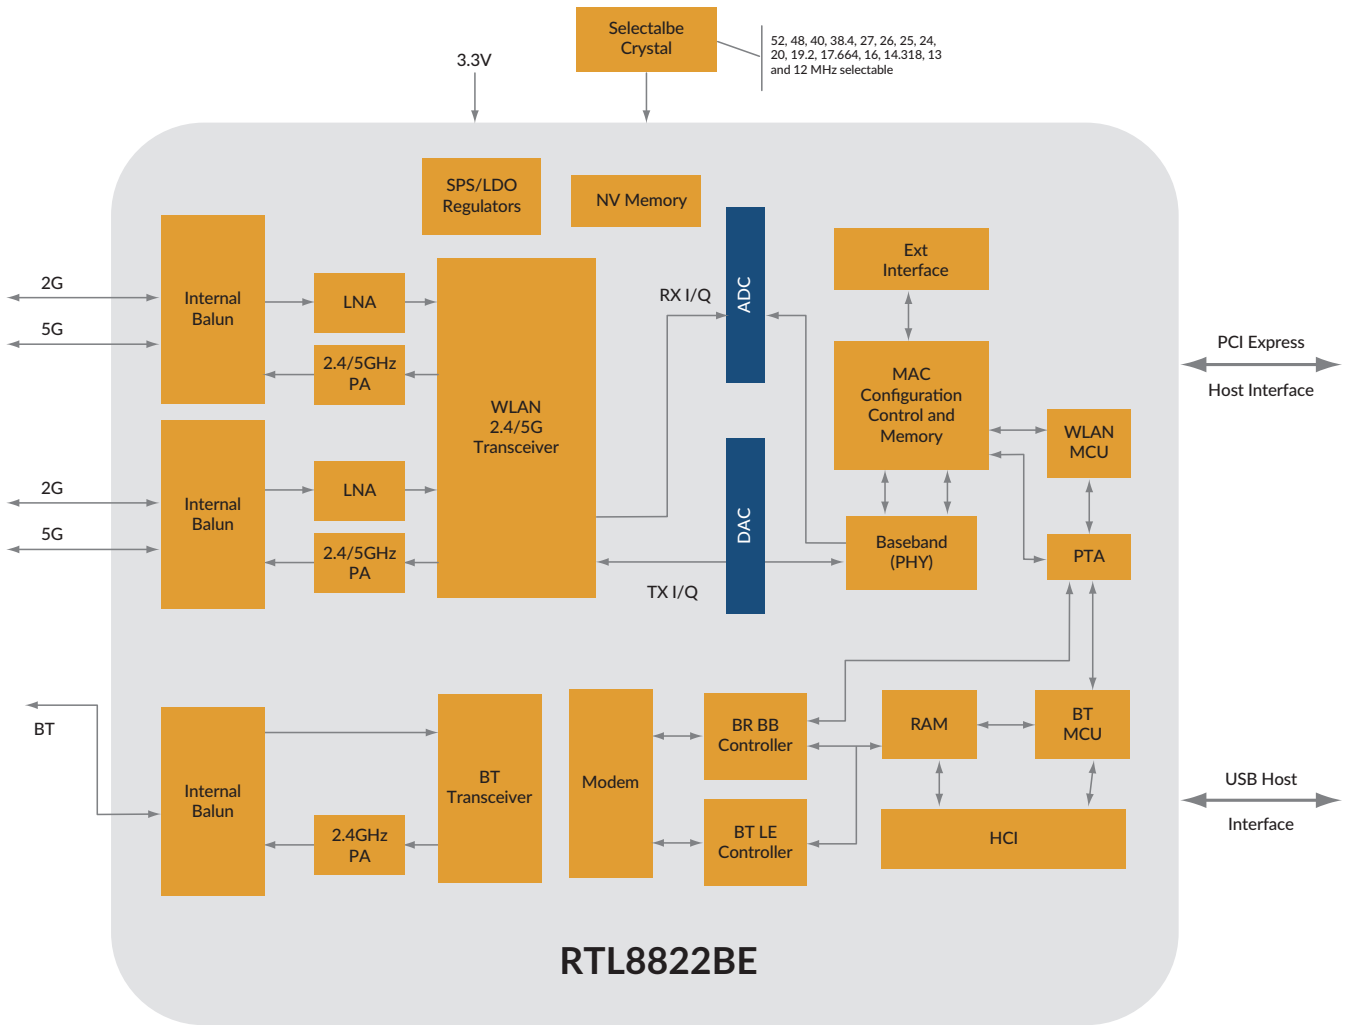 Selectalbe
Crystal
52, 48, 40, 38.4, 27, 26, 25, 24,
20, 19.2, 17.664, 16, 14.318, 13
and 12 MHz selectable
3.3V
SPS/LDO
Regulators
NV Memory
2G
5G
Internal
Balun
LNA
2.4/5GHz
PA
2G
5G
Internal
Balun
LNA
2.4/5GHz
PA
WLAN
2.4/5G
Transceiver
RX I/Q
ADC
TX I/Q
DAC
Ext
Interface
MAC
Configuration
Control and
Memory
Baseband
(PHY)
WLAN
MCU
PTA
PCI Express
Host Interface
BT
Internal
Balun
2.4GHz
PA
BT
Transceiver
Modem
BR BB
Controller
BT LE
Controller
RAM
BT
MCU
HCI
USB Host
Interface
RTL8822BE